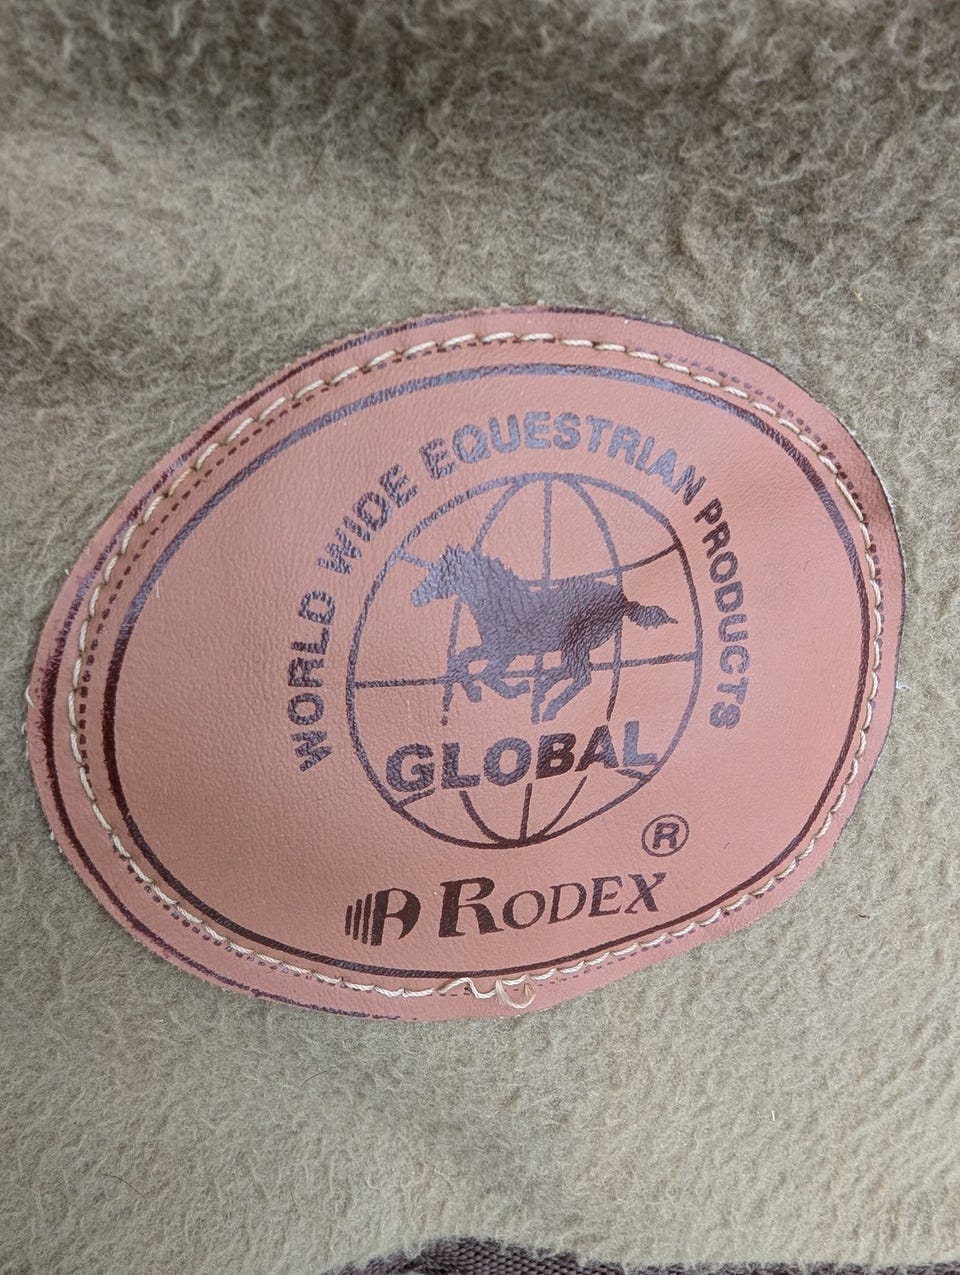 WORLD WIDE EQUESTRIAN PRODUCTS
GLOBAL
®
A RODEX